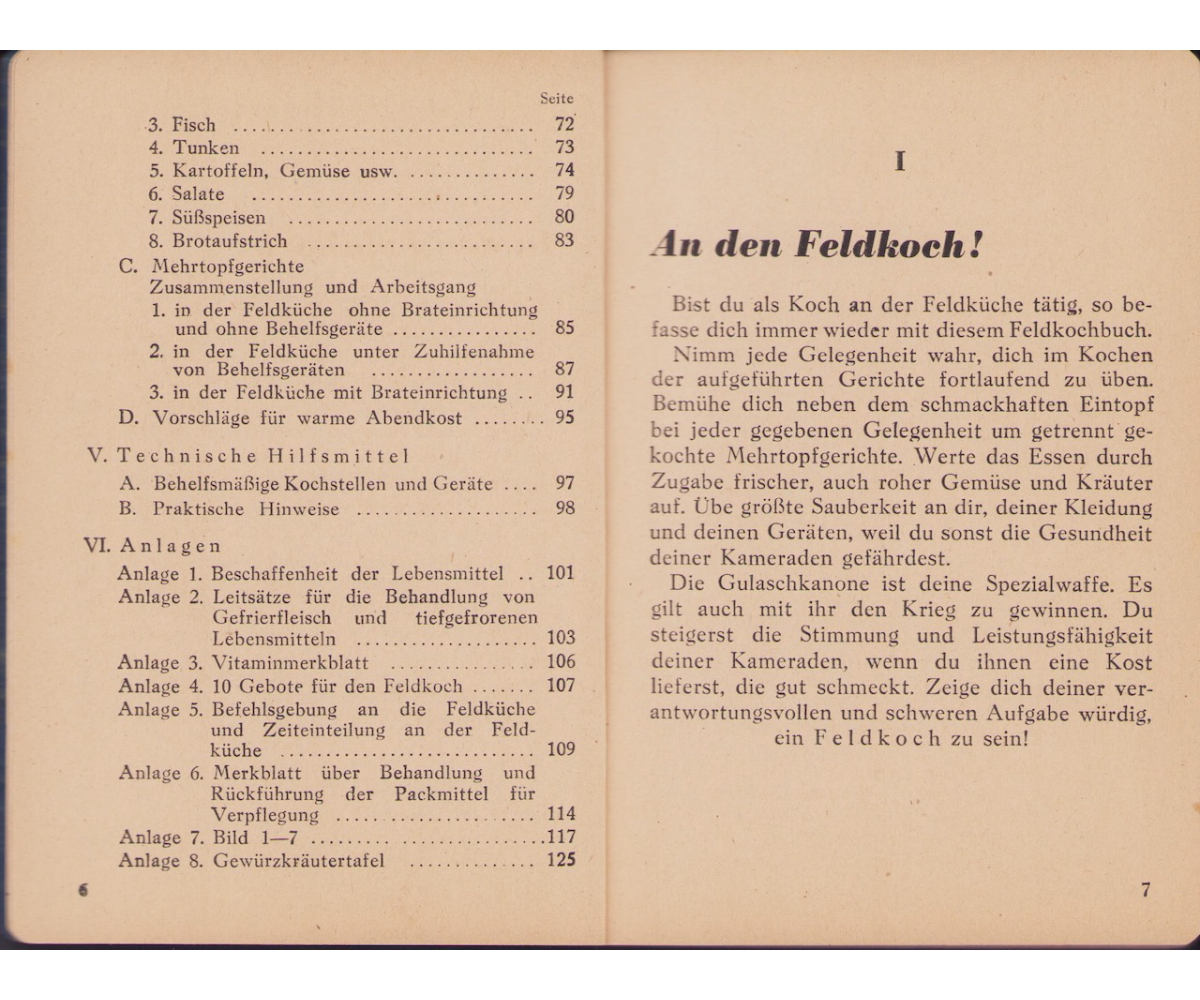 Seite
3. Fisch .................................. 72
4. Tunken ............................... 73
5. Kartoffeln, Gemüse usw. .............. 74
6. Salate ................................ 79
7. Süßspeisen ............................ 80
8. Brotaufstrich ......................... 83
C. Mehrtopfgerichte
Zusammenstellung und Arbeitsgang
1. in der Feldküche ohne Brateinrichtung
und ohne Behelfsgeräte ................ 85
2. in der Feldküche unter Zuhilfenahme
von Behelfsgeräten .................. 87
3. in der Feldküche mit Brateinrichtung .. 91
D. Vorschläge für warme Abendkost ........ 95
V. Technische Hilfsmittel
A. Behelfsmäßige Kochstellen und Geräte .... 97
B. Praktische Hinweise .................... 98
VI. Anlagen
Anlage 1. Beschaffenheit der Lebensmittel .. 101
Anlage 2. Leitsätze für die Behandlung von
Gefrierfleisch und tiefgefrorenen
Lebensmitteln .................... 103
Anlage 3. Vitaminmerkblatt ................ 106
Anlage 4. 10 Gebote für den Feldkoch ....... 107
Anlage 5. Befehlsgebung an die Feldküche
und Zeiteinteilung an der Feld-
küche ............................ 109
Anlage 6. Merkblatt über Behandlung und
Rückführung der Packmittel für
Verpflegung ...................... 114
Anlage 7. Bild 1—7 .......................... 117
Anlage 8. Gewürzkräutertafel .............. 125
6
I
An den Feldkoch!
Bist du als Koch an der Feldküche tätig, so be-
fasse dich immer wieder mit diesem Feldkochbuch.
Nimm jede Gelegenheit wahr, dich im Kochen
der aufgeführten Gerichte fortlaufend zu üben.
Bemühe dich neben dem schmackhaften Eintopf
bei jeder gegebenen Gelegenheit um getrennt ge-
kochte Mehrtopfgerichte. Werte das Essen durch
Zugabe frischer, auch roher Gemüse und Kräuter
auf. Übe größte Sauberkeit an dir, deiner Kleidung
und deinen Geräten, weil du sonst die Gesundheit
deiner Kameraden gefährdest.
Die Gulaschkanone ist deine Spezialwaffe. Es
gilt auch mit ihr den Krieg zu gewinnen. Du
steigerst die Stimmung und Leistungsfähigkeit
deiner Kameraden, wenn du ihnen eine Kost
lieferst, die gut schmeckt. Zeige dich deiner ver-
antwortungsvollen und schweren Aufgabe würdig,
ein Feldkoch zu sein!
7